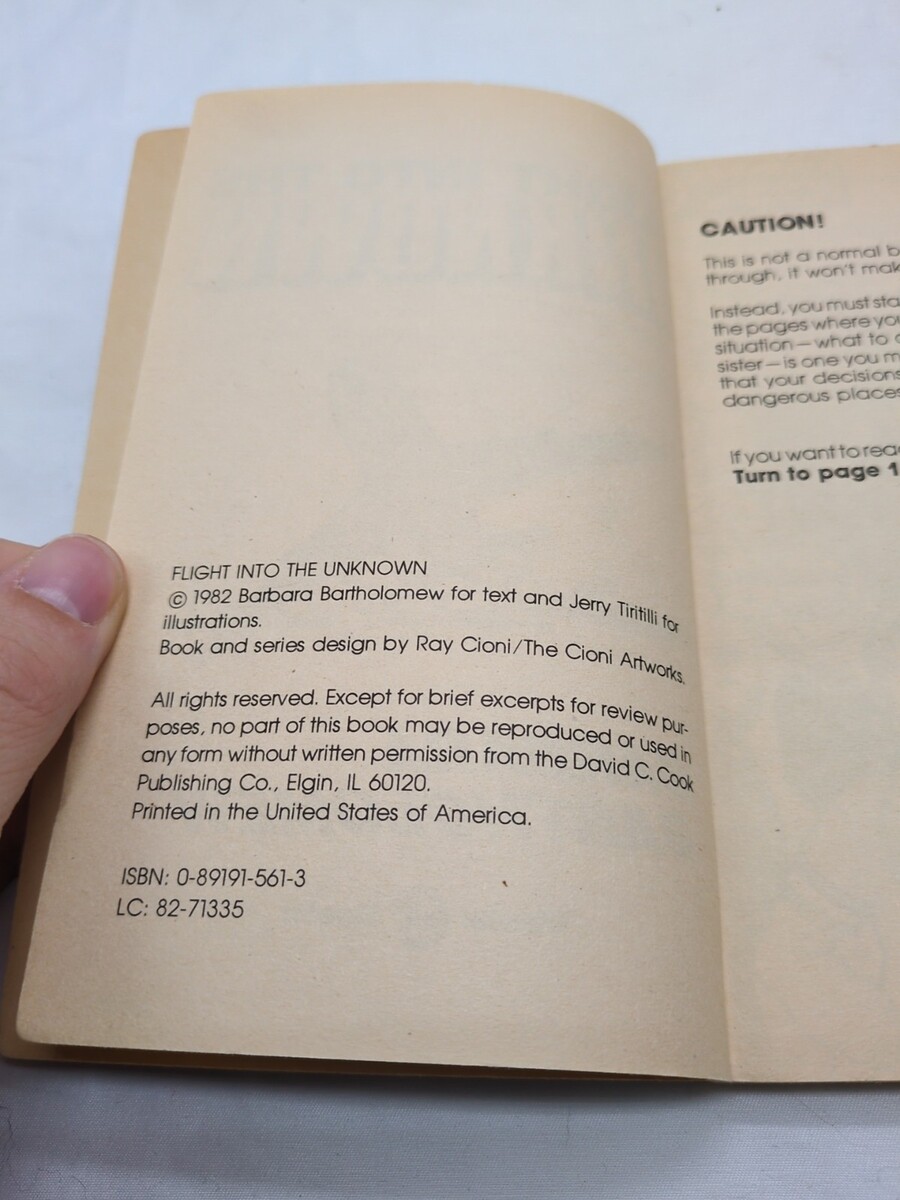 FLIGHT INTO THE UNKNOWN
© 1982 Barbara Bartholomew for text and Jerry Tiritilli for
illustrations.
Book and series design by Ray Cioni/The Cioni Artworks.
All rights reserved. Except for brief excerpts for review pur-
poses, no part of this book may be reproduced or used in
any form without written permission from the David C. Cook
Publishing Co., Elgin, IL 60120.
Printed in the United States of America.
ISBN: 0-89191-561-3
LC: 82-71335
CAUTION!
This is not a normal
through, it won't
Instead, you must
the pages where
situation—what to
sister—is one you
that your decisions
dangerous places
If you want to
Turn to page 1